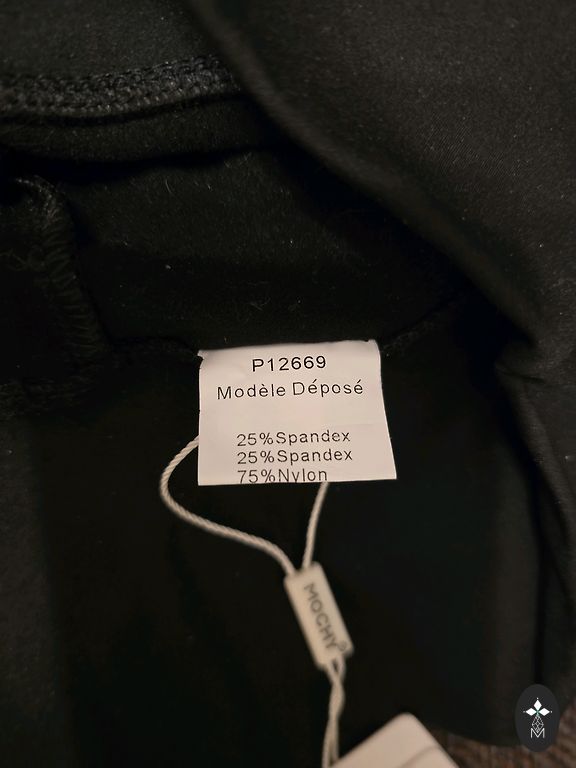 P12669
Modèle Déposé
25%Spandex
25%Spandex
75%Nylon
MOCHY
M